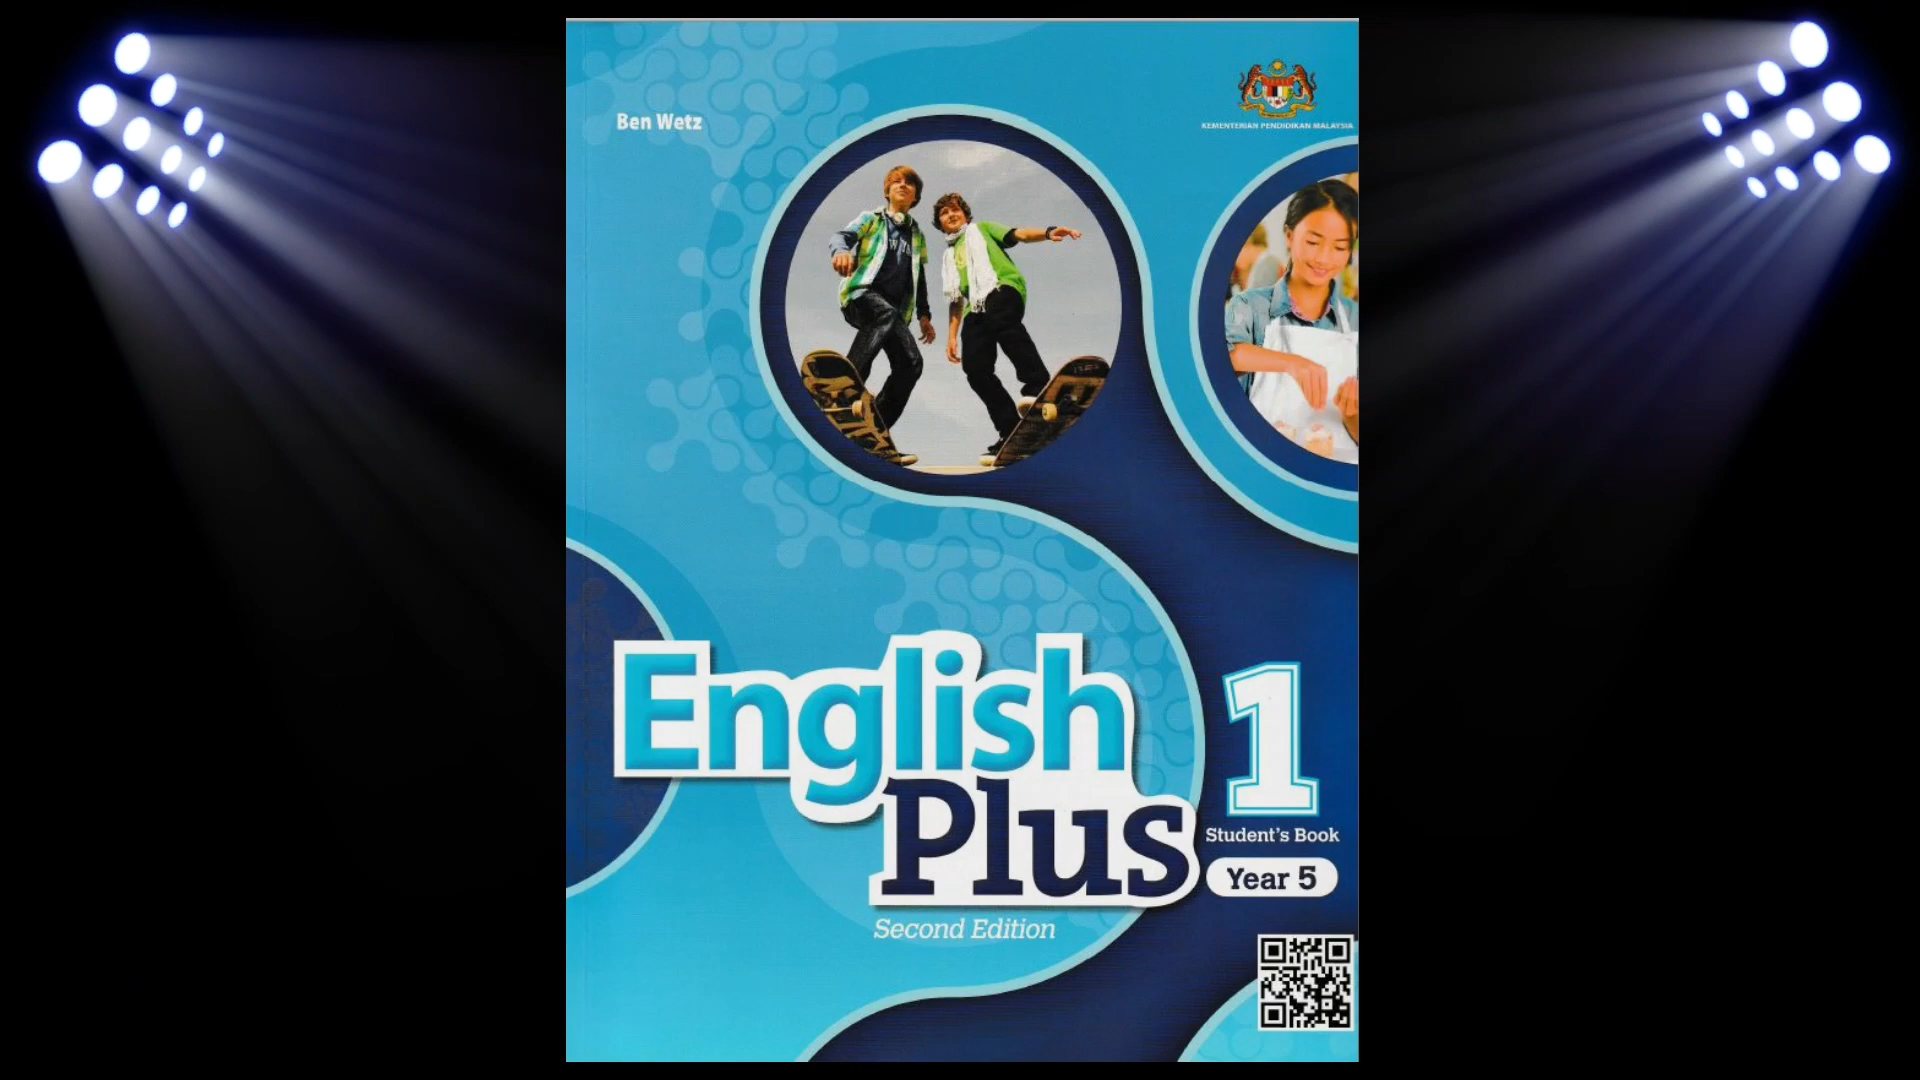 Ben Wetz
KEMENTERIAN PENDIDIKAN MALAYSIA
English
Plus
1
Student's Book
Year 5
Second Edition